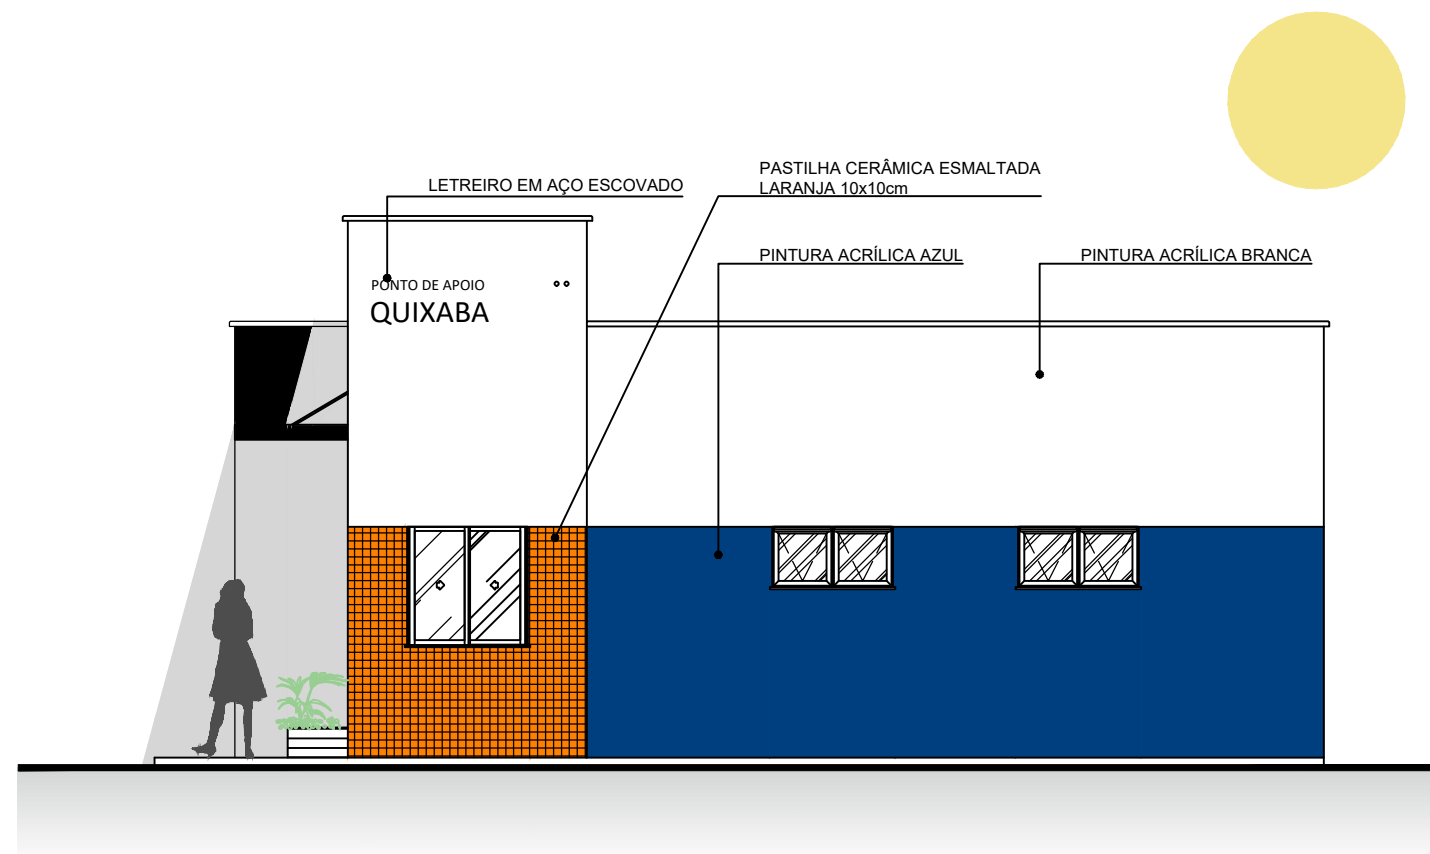 PASTILHA CERÂMICA ESMALTADA
LARANJA 10x10cm
LETREIRO EM AÇO ESCOVADO
PINTURA ACRÍLICA AZUL
PINTURA ACRÍLICA BRANCA
PONTO DE APOIO
QUIXABA